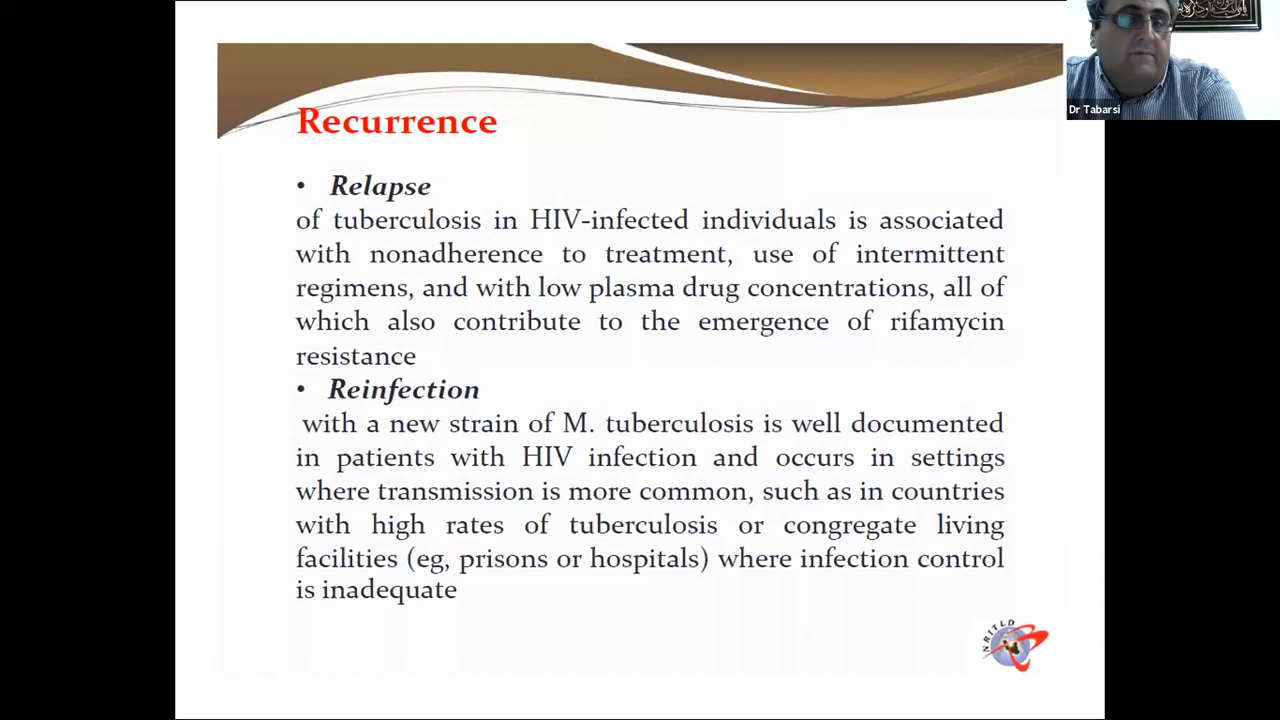 Recurrence
• Relapse
of tuberculosis in HIV-infected individuals is associated
with nonadherence to treatment, use of intermittent
regimens, and with low plasma drug concentrations, all of
which also contribute to the emergence of rifamycin
resistance
• Reinfection
with a new strain of M. tuberculosis is well documented
in patients with HIV infection and occurs in settings
where transmission is more common, such as in countries
with high rates of tuberculosis or congregate living
facilities (eg, prisons or hospitals) where infection control
is inadequate
NRITLD
Dr Tabarsi